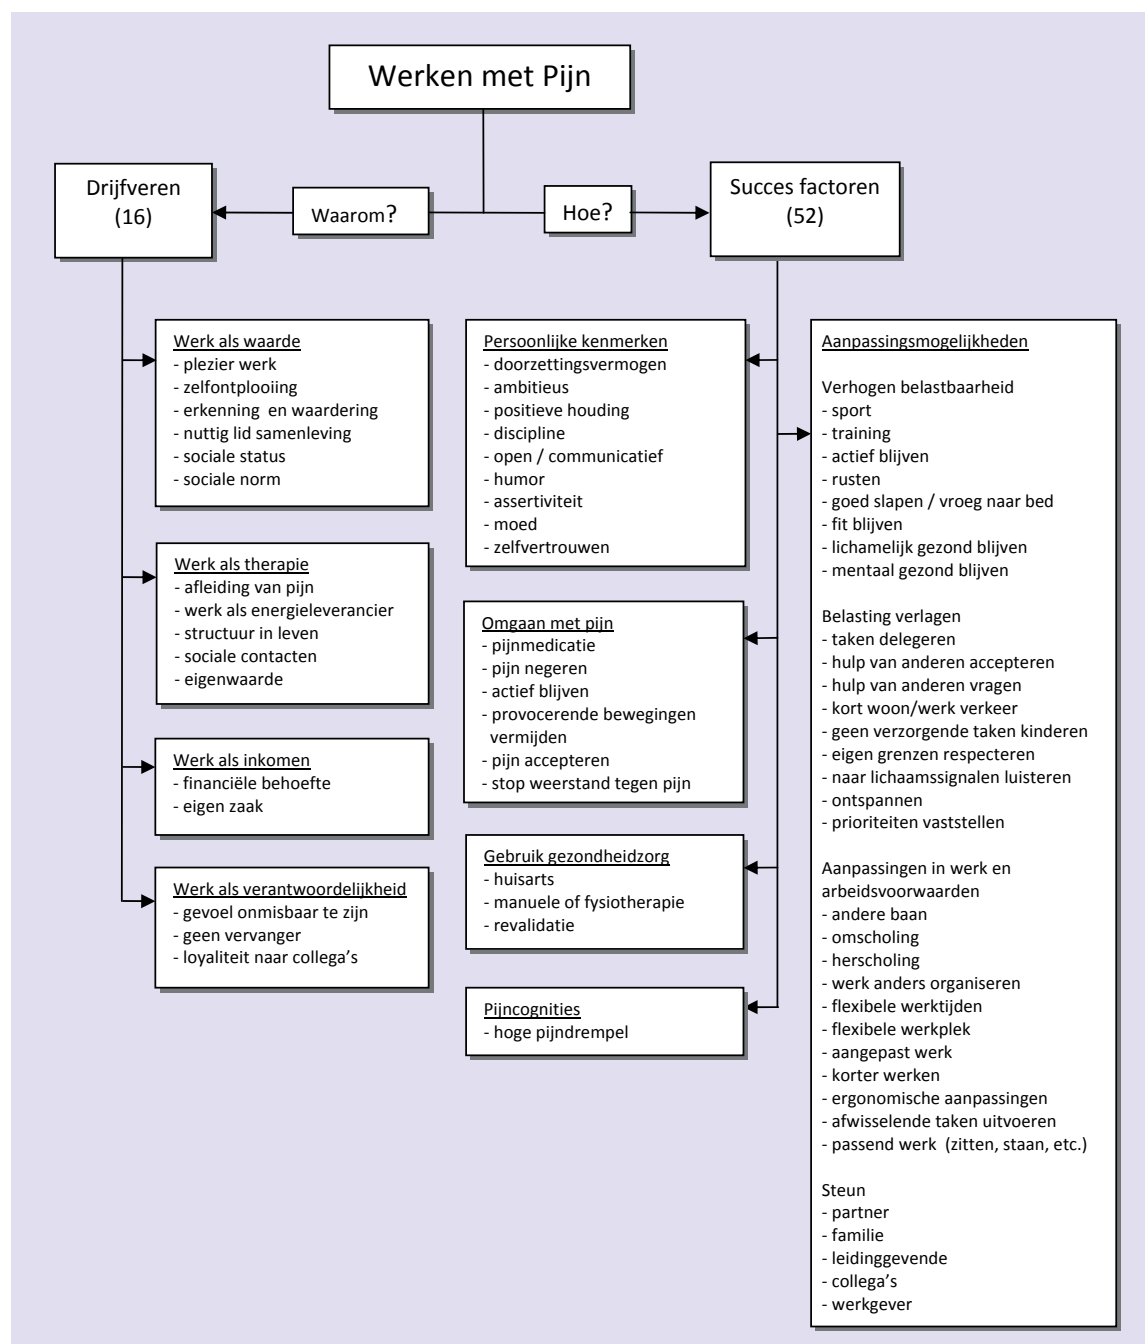 Werken met Pijn
Drijfveren
(16)
Waarom?
Hoe?
Succes factoren
(52)
Werk als waarde
- plezier werk
- zelfontplooiing
- erkenning en waardering
- nuttig lid samenleving
- sociale status
- sociale norm
Werk als therapie
- afleiding van pijn
- werk als energieleverancier
- structuur in leven
- sociale contacten
- eigenwaarde
Werk als inkomen
- financiële behoefte
- eigen zaak
Werk als verantwoordelijkheid
- gevoel onmisbaar te zijn
- geen vervanger
- loyaliteit naar collega's
Persoonlijke kenmerken
- doorzettingsvermogen
- ambitieus
- positieve houding
- discipline
- open / communicatief
- humor
- assertiviteit
- moed
- zelfvertrouwen
Omgaan met pijn
- pijnmedicatie
- pijn negeren
- actief blijven
- provocerende bewegingen
vermijden
- pijn accepteren
- stop weerstand tegen pijn
Gebruik gezondheidzorg
- huisarts
- manuele of fysiotherapie
- revalidatie
Pijncognities
- hoge pijndrempel
Aanpassingsmogelijkheden
Verhogen belastbaarheid
- sport
- training
- actief blijven
- rusten
- goed slapen / vroeg naar bed
- fit blijven
- lichamelijk gezond blijven
- mentaal gezond blijven
Belasting verlagen
- taken delegeren
- hulp van anderen accepteren
- hulp van anderen vragen
- kort woon/werk verkeer
- geen verzorgende taken kinderen
- eigen grenzen respecteren
- naar lichaamssignalen luisteren
- ontspannen
- prioriteiten vaststellen
Aanpassingen in werk en
arbeidsvoorwaarden
- andere baan
- omscholing
- herscholing
- werk anders organiseren
- flexibele werktijden
- flexibele werkplek
- aangepast werk
- korter werken
- ergonomische aanpassingen
- afwisselende taken uitvoeren
- passend werk (zitten, staan, etc.)
Steun
- partner
- familie
- leidinggevende
- collega's
- werkgever